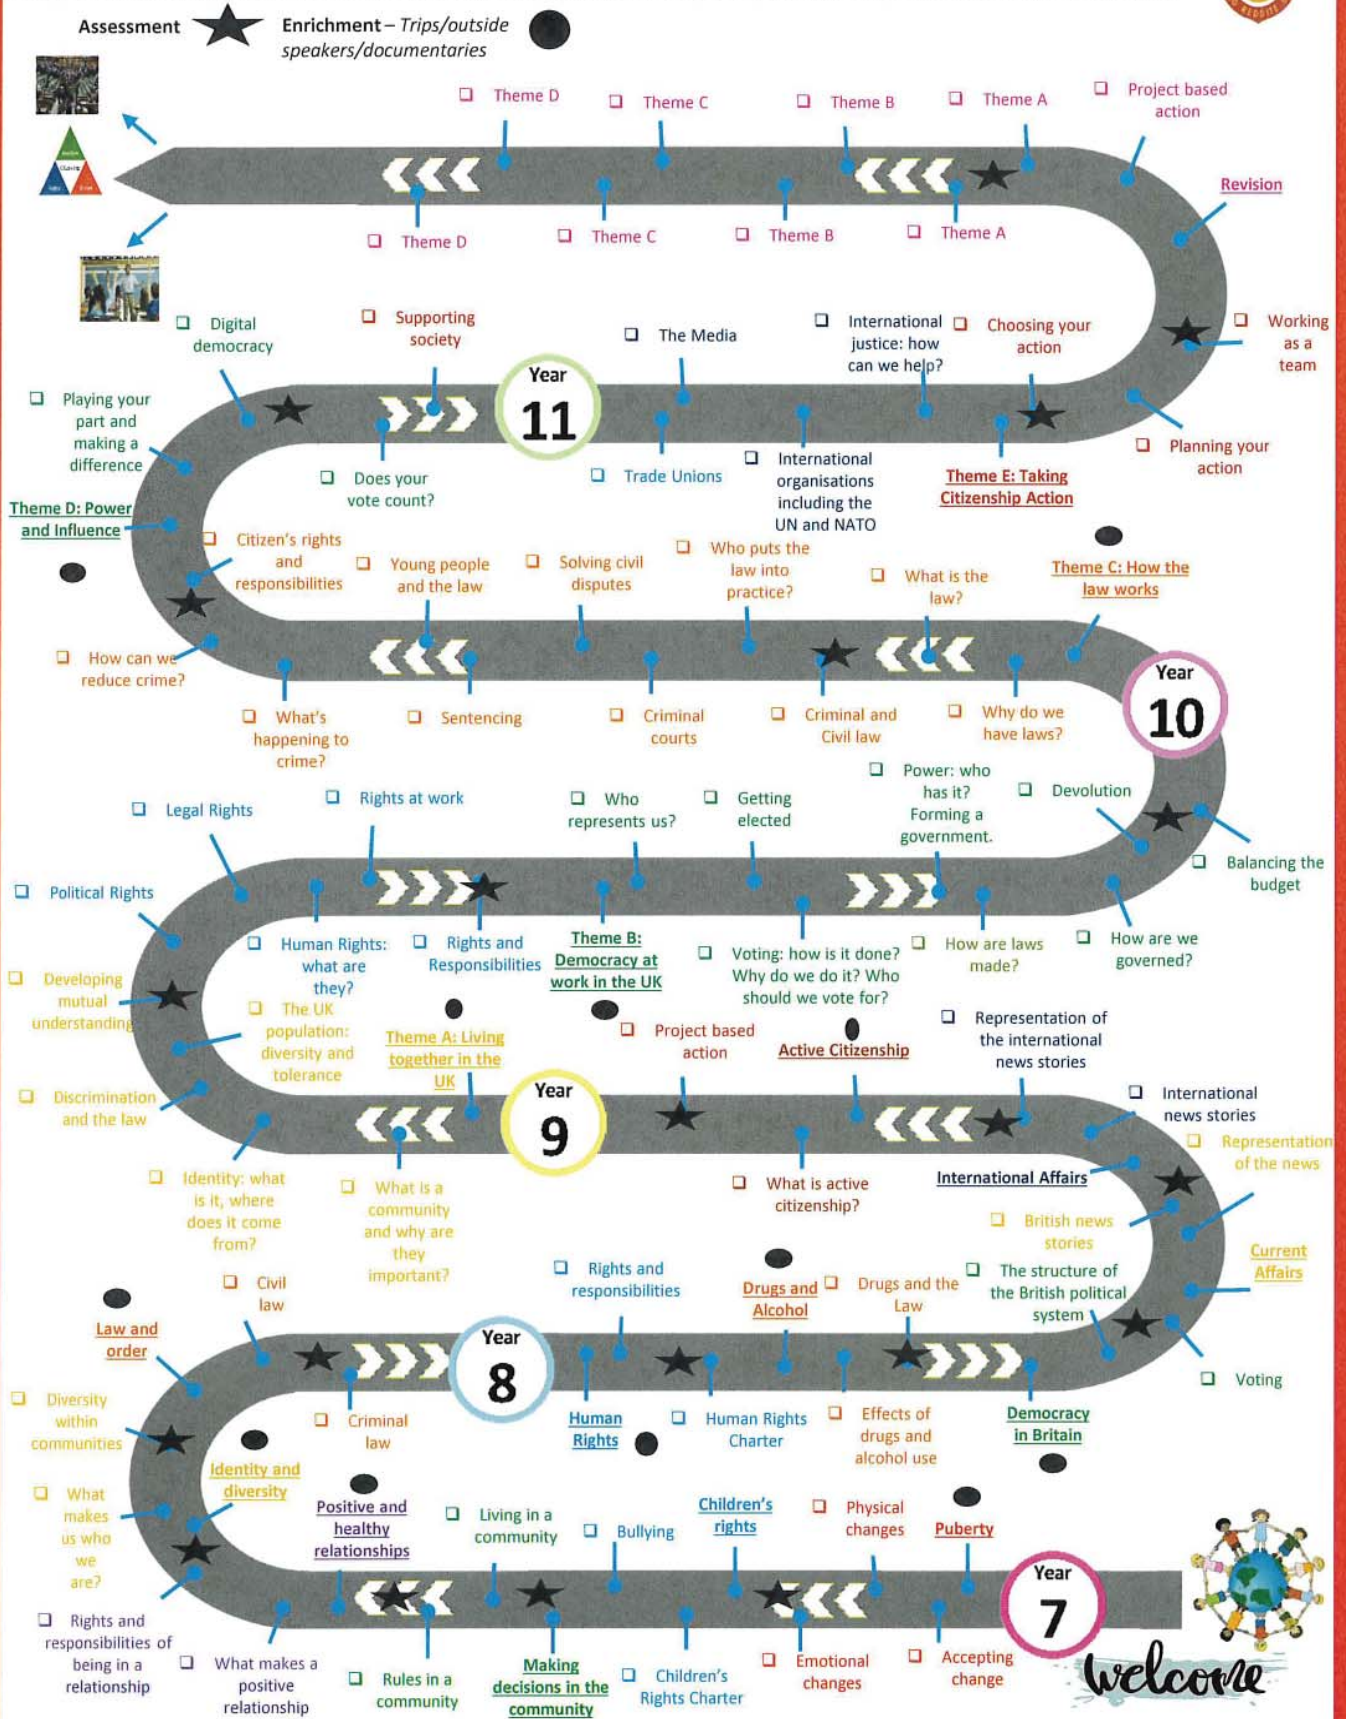 Assessment
Enrichment – Trips/outside
speakers/documentaries
Theme D
Theme C
Theme B
Theme A
Project based
action
Revision
Theme D
Theme C
Theme B
Theme A
Digital
democracy
Supporting
society
The Media
International
justice: how
can we help?
Choosing your
action
Working
as a
team
Year
11
Playing your
part and
making a
difference
Does your
vote count?
Trade Unions
International
organisations
including the
UN and NATO
Theme E: Taking
Citizenship Action
Planning your
action
Theme D: Power
and Influence
Citizen's rights
and
responsibilities
Young people
and the law
Solving civil
disputes
Who puts the
law into
practice?
What is the
law?
Theme C: How the
law works
How can we
reduce crime?
What's
happening to
crime?
Sentencing
Criminal
courts
Criminal and
Civil law
Why do we
have laws?
Year
10
Legal Rights
Rights at work
Who
represents us?
Getting
elected
Power: who
has it?
Forming a
government.
Devolution
Balancing the
budget
Political Rights
Human Rights:
what are
they?
Rights and
Responsibilities
Theme B:
Democracy at
work in the UK
Voting: how is it done?
Why do we do it? Who
should we vote for?
How are laws
made?
How are we
governed?
Developing
mutual
understanding
The UK
population:
diversity and
tolerance
Theme A: Living
together in the
UK
Project based
action
Active Citizenship
Representation of
the international
news stories
Year
9
Discrimination
and the law
International
news stories
Representation
of the news
Identity: what
is it, where
does it come
from?
What is a
community
and why are
they
important?
What is active
citizenship?
International Affairs
British news
stories
Current
Affairs
Civil
law
Rights and
responsibilities
Drugs and
Alcohol
Drugs and the
Law
The structure of
the British political
system
Law and
order
Year
8
Voting
Diversity
within
communities
Criminal
law
Human
Rights
Human Rights
Charter
Effects of
drugs and
alcohol use
Democracy
in Britain
Identity and
diversity
What
makes
us who
we
are?
Positive and
healthy
relationships
Living in a
community
Bullying
Children's
rights
Physical
changes
Puberty
Year
7
Rights and
responsibilities of
being in a
relationship
What makes a
positive
relationship
Rules in a
community
Making
decisions in the
community
Children's
Rights Charter
Emotional
changes
Accepting
change
welcome